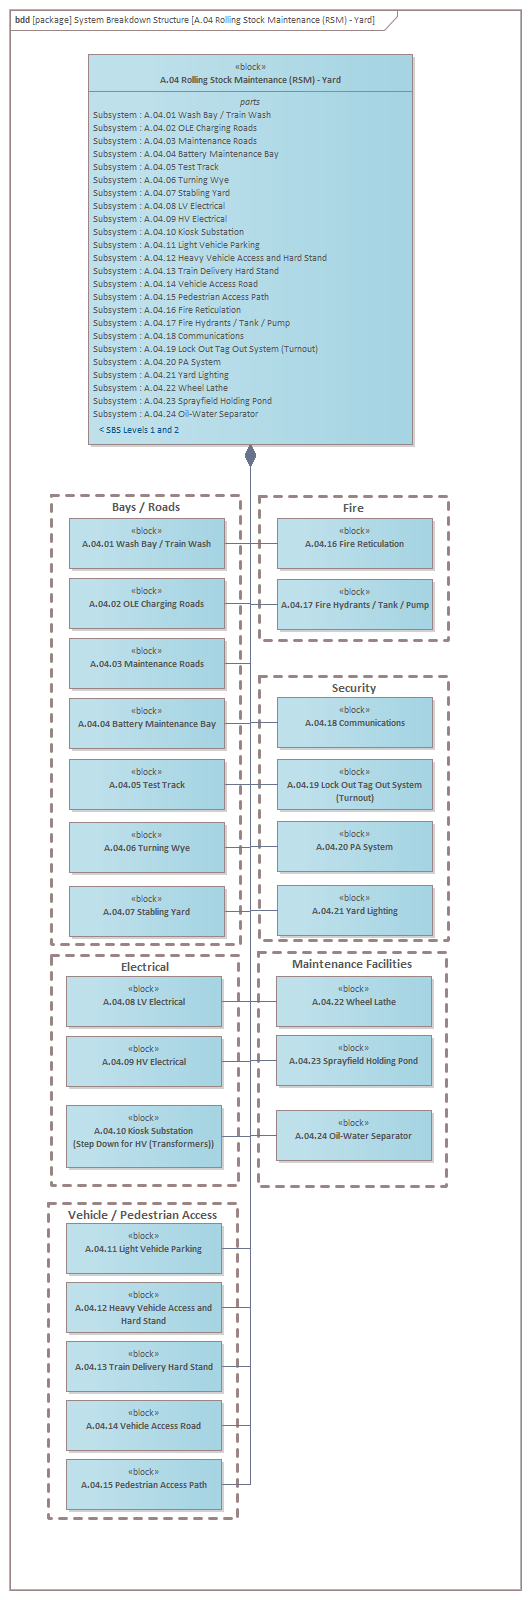 bdd [package] System Breakdown Structure [A.04 Rolling Stock Maintenance (RSM) - Yard]
«block»
A.04 Rolling Stock Maintenance (RSM) - Yard
parts
Subsystem : A.04.01 Wash Bay / Train Wash
Subsystem : A.04.02 OLE Charging Roads
Subsystem : A.04.03 Maintenance Roads
Subsystem : A.04.04 Battery Maintenance Bay
Subsystem : A.04.05 Test Track
Subsystem : A.04.06 Turning Wye
Subsystem : A.04.07 Stabling Yard
Subsystem : A.04.08 LV Electrical
Subsystem : A.04.09 HV Electrical
Subsystem : A.04.10 Kiosk Substation
Subsystem : A.04.11 Light Vehicle Parking
Subsystem : A.04.12 Heavy Vehicle Access and Hard Stand
Subsystem : A.04.13 Train Delivery Hard Stand
Subsystem : A.04.14 Vehicle Access Road
Subsystem : A.04.15 Pedestrian Access Path
Subsystem : A.04.16 Fire Reticulation
Subsystem : A.04.17 Fire Hydrants / Tank / Pump
Subsystem : A.04.18 Communications
Subsystem : A.04.19 Lock Out Tag Out System (Turnout)
Subsystem : A.04.20 PA System
Subsystem : A.04.21 Yard Lighting
Subsystem : A.04.22 Wheel Lathe
Subsystem : A.04.23 Sprayfield Holding Pond
Subsystem : A.04.24 Oil-Water Separator
< SBS Levels 1 and 2
Bays / Roads
«block»
A.04.01 Wash Bay / Train Wash
«block»
A.04.02 OLE Charging Roads
«block»
A.04.03 Maintenance Roads
«block»
A.04.04 Battery Maintenance Bay
«block»
A.04.05 Test Track
«block»
A.04.06 Turning Wye
«block»
A.04.07 Stabling Yard
Fire
«block»
A.04.16 Fire Reticulation
«block»
A.04.17 Fire Hydrants / Tank / Pump
Security
«block»
A.04.18 Communications
«block»
A.04.19 Lock Out Tag Out System
(Turnout)
«block»
A.04.20 PA System
«block»
A.04.21 Yard Lighting
Electrical
«block»
A.04.08 LV Electrical
«block»
A.04.09 HV Electrical
«block»
A.04.10 Kiosk Substation
(Step Down for HV (Transformers))
Maintenance Facilities
«block»
A.04.22 Wheel Lathe
«block»
A.04.23 Sprayfield Holding Pond
«block»
A.04.24 Oil-Water Separator
Vehicle / Pedestrian Access
«block»
A.04.11 Light Vehicle Parking
«block»
A.04.12 Heavy Vehicle Access and
Hard Stand
«block»
A.04.13 Train Delivery Hard Stand
«block»
A.04.14 Vehicle Access Road
«block»
A.04.15 Pedestrian Access Path